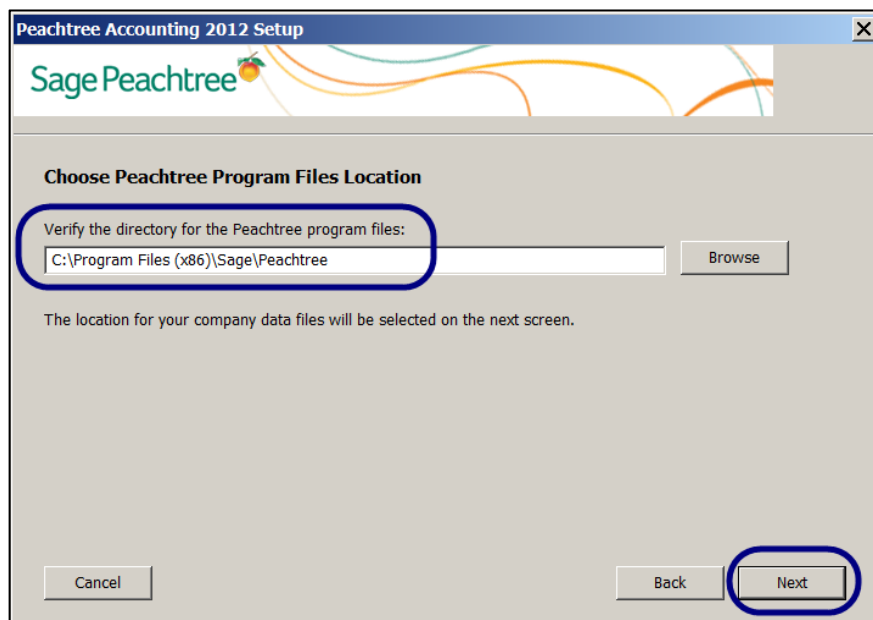 Peachtree Accounting 2012 Setup
Sage Peachtree
Choose Peachtree Program Files Location
Verify the directory for the Peachtree program files:
C:\Program Files (x86)\Sage\Peachtree
Browse
The location for your company data files will be selected on the next screen.
Cancel
Back
Next